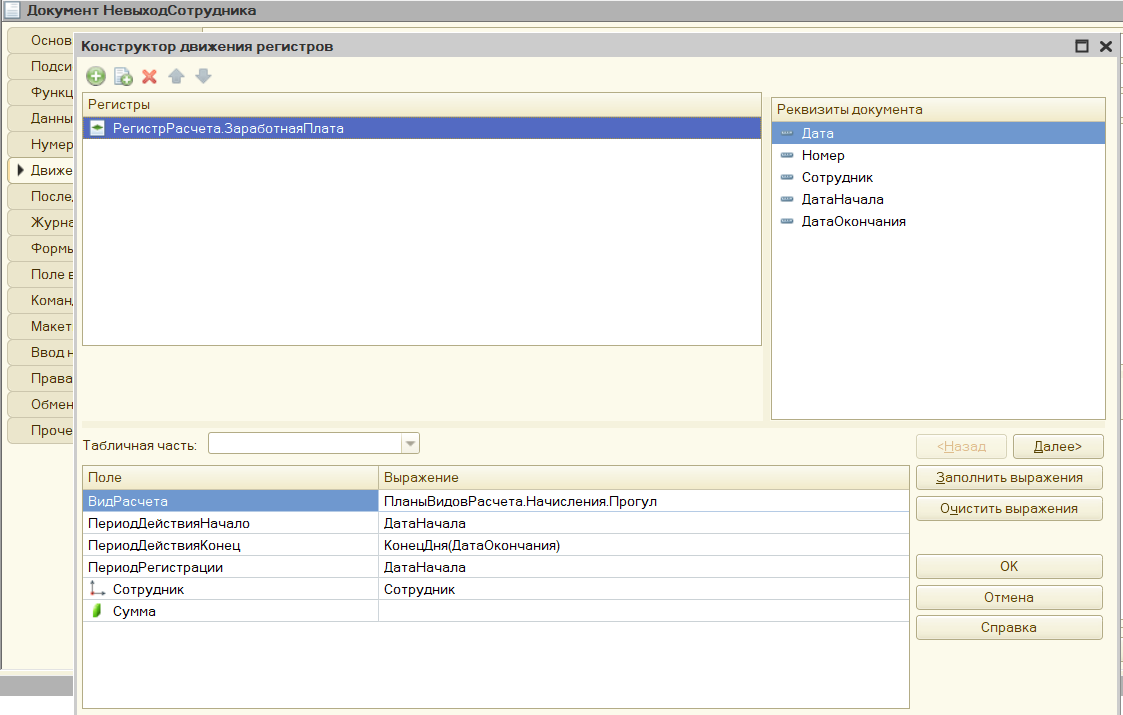 Документ НевыходСотрудника
Основ
Подси
Функц
Данны
Нумер
Движе
После
Журна
Формы
Поле в
Коман
Макет
Ввод н
Права
Обмен
Проче
Конструктор движения регистров
Регистры
РегистрРасчета.ЗаработнаяПлата
Реквизиты документа
Дата
Номер
Сотрудник
ДатаНачала
ДатаОкончания
Табличная часть:
<Назад
Далее>
Поле
Выражение
ВидРасчета
ПланыВидовРасчета.Начисления.Прогул
ПериодДействияНачало
ДатаНачала
ПериодДействияКонец
КонецДня(ДатаОкончания)
ПериодРегистрации
ДатаНачала
Сотрудник
Сотрудник
Сумма
Заполнить выражения
Очистить выражения
ОК
Отмена
Справка